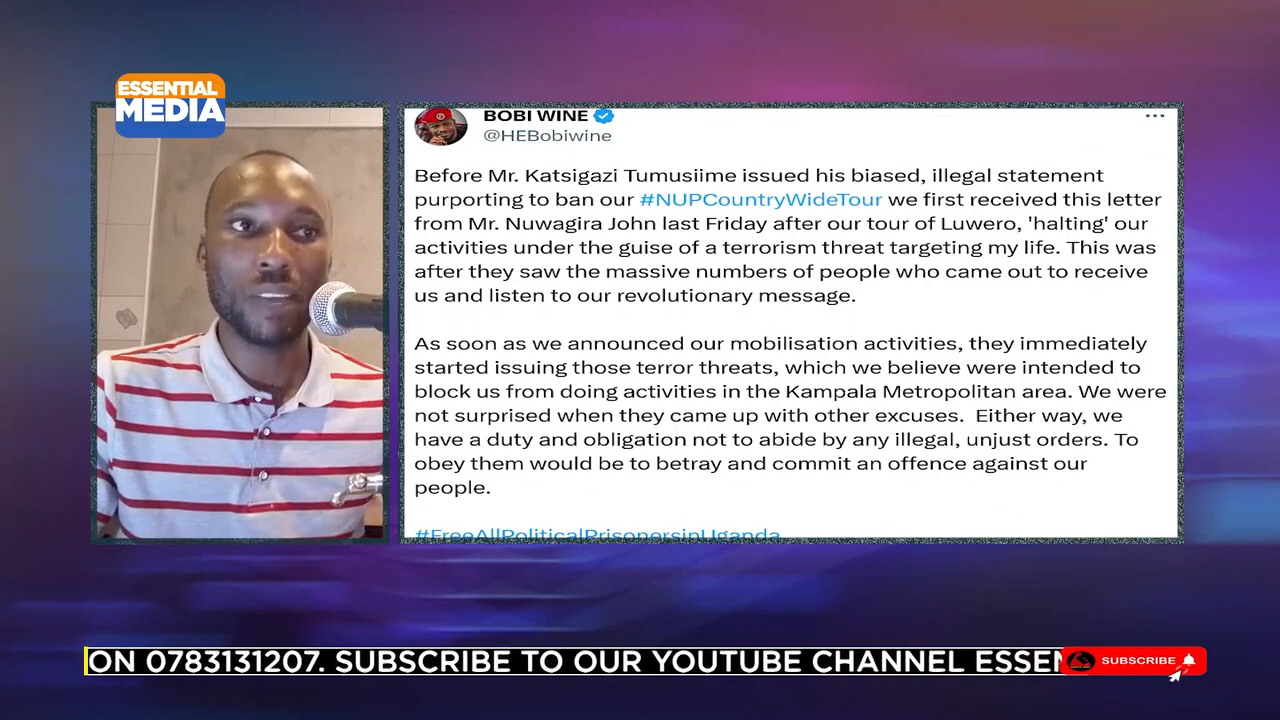 ESSENTIAL
MEDIA
BOBI WINE
@HEBobiwine
Before Mr. Katsigazi Tumusiime issued his biased, illegal statement
purporting to ban our #NUPCountryWideTour we first received this letter
from Mr. Nuwagira John last Friday after our tour of Luwero, 'halting' our
activities under the guise of a terrorism threat targeting my life. This was
after they saw the massive numbers of people who came out to receive
us and listen to our revolutionary message.
As soon as we announced our mobilisation activities, they immediately
started issuing those terror threats, which we believe were intended to
block us from doing activities in the Kampala Metropolitan area. We were
not surprised when they came up with other excuses. Either way, we
have a duty and obligation not to abide by any illegal, unjust orders. To
obey them would be to betray and commit an offence against our
people.
#FreeAllPoliticalPrisonersinUganda
ON 0783131207. SUBSCRIBE TO OUR YOUTUBE CHANNEL ESSEN
SUBSCRIBE